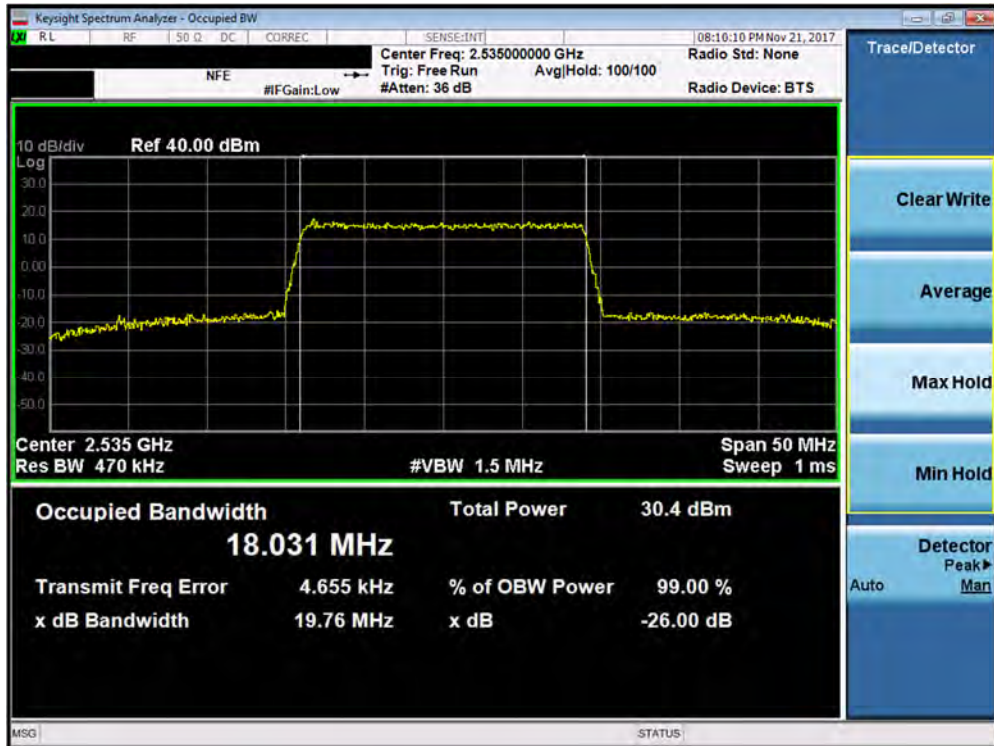 Keysight Spectrum Analyzer - Occupied BW
LXI RL RF 50 Ω DC CORREC SENSE:INT 08:10:10 PM Nov 21, 2017
Center Freq: 2.535000000 GHz Radio Std: None
NFE Trig: Free Run Avg|Hold: 100/100
#IFGain:Low #Atten: 36 dB Radio Device: BTS
10 dB/div Ref 40.00 dBm
Log
30.0
20.0
10.0
0.00
-10.0
-20.0
-30.0
-40.0
-50.0
Center 2.535 GHz Span 50 MHz
Res BW 470 kHz #VBW 1.5 MHz Sweep 1 ms
Occupied Bandwidth Total Power 30.4 dBm
18.031 MHz
Transmit Freq Error 4.655 kHz % of OBW Power 99.00 %
x dB Bandwidth 19.76 MHz x dB -26.00 dB
MSG STATUS
Trace/Detector
Clear Write
Average
Max Hold
Min Hold
Detector
Peak▶
Auto Man